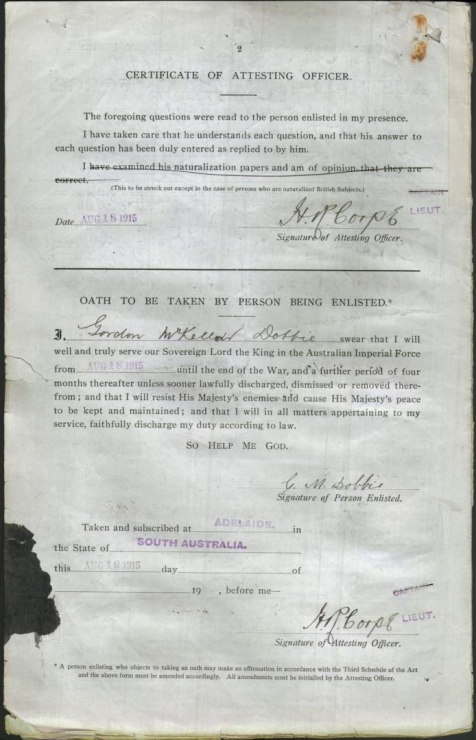 2
CERTIFICATE OF ATTESTING OFFICER.
The foregoing questions were read to the person enlisted in my presence.
I have taken care that he understands each question, and that his answer to
each question has been duly entered as replied to by him.
I have examined his naturalization papers and am of opinion that they are
correct.
(This to be struck out except in the case of persons who are naturalized British Subjects.)
CAPTAIN
Date AUG 18 1915 H.P. Corpe LIEUT.
Signature of Attesting Officer.
OATH TO BE TAKEN BY PERSON BEING ENLISTED.*
I, Gordon McKellar Dobbie swear that I will
well and truly serve our Sovereign Lord the King in the Australian Imperial Force
from AUG 18 1915 until the end of the War, and a further period of four
months thereafter unless sooner lawfully discharged, dismissed or removed there-
from; and that I will resist His Majesty's enemies and cause His Majesty's peace
to be kept and maintained; and that I will in all matters appertaining to my
service, faithfully discharge my duty according to law.
SO HELP ME GOD.
G. M. Dobbie
Signature of Person Enlisted.
Taken and subscribed at ADELAIDE. in
the State of SOUTH AUSTRALIA.
this AUG 18 1915 day of
19 , before me—
CAPTAIN
H.P. Corpe LIEUT.
Signature of Attesting Officer.
* A person enlisting who objects to taking an oath may make an affirmation in accordance with the Third Schedule of the Act
and the above form must be amended accordingly. All amendments must be initialled by the Attesting Officer.